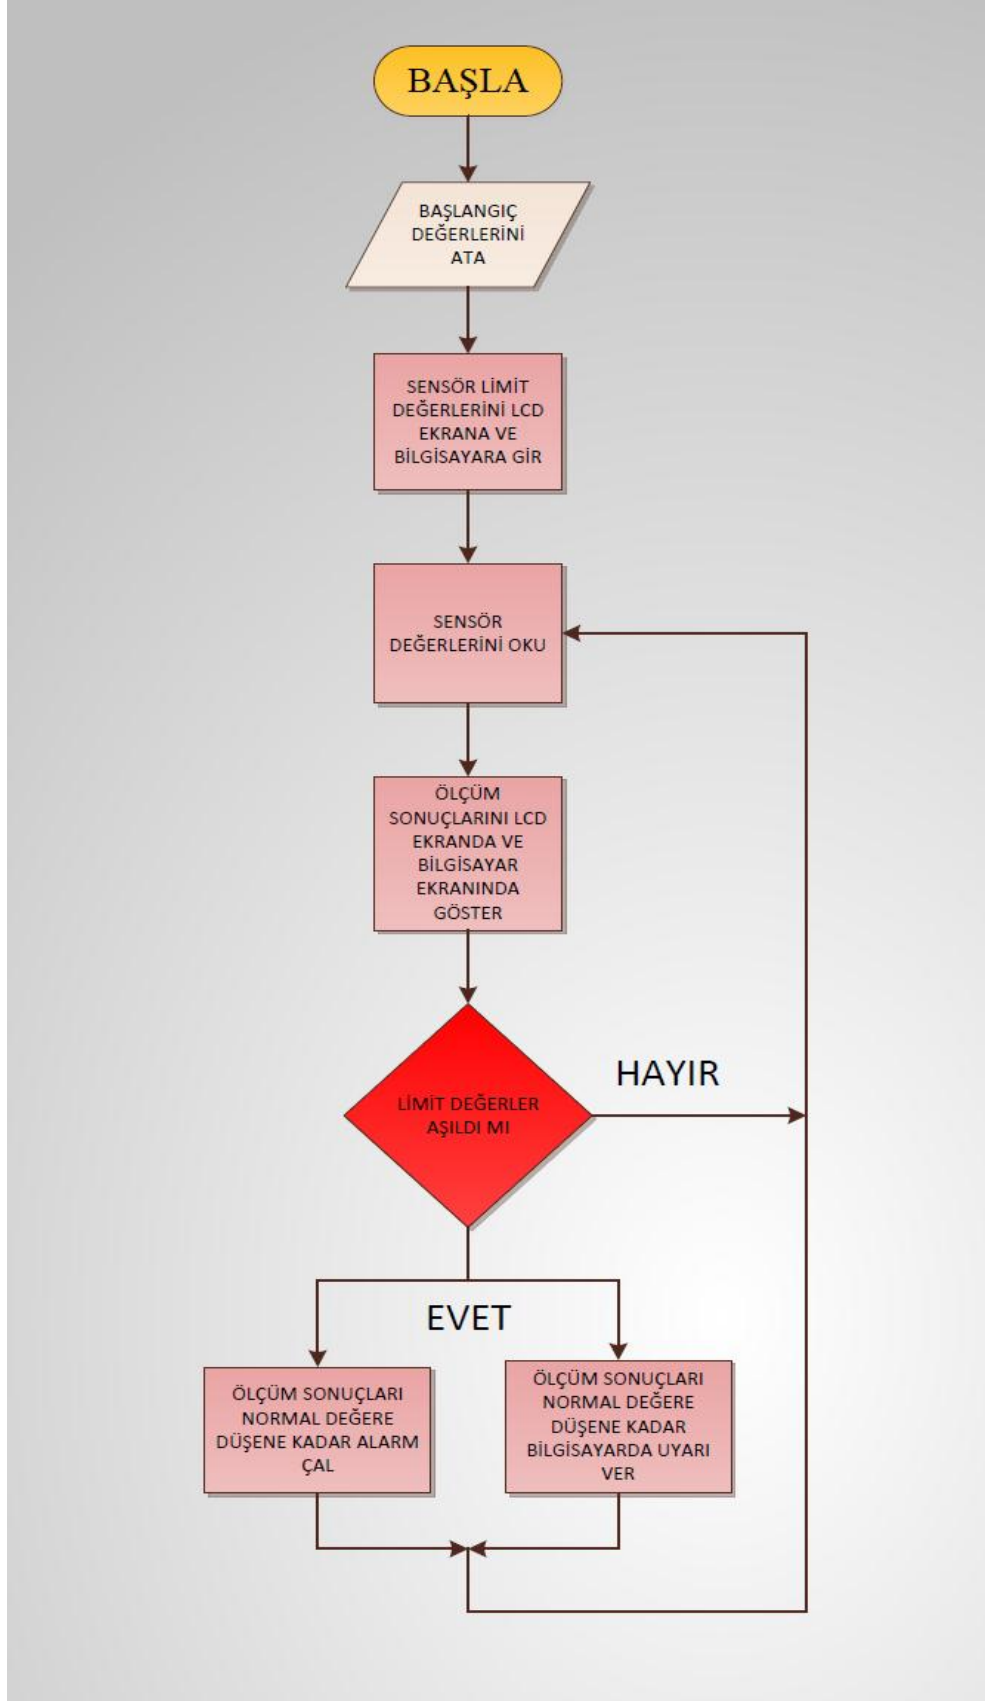 BAŞLA
BAŞLANGIÇ
DEĞERLERİNİ
ATA
SENSÖR LİMİT
DEĞERLERİNİ LCD
EKRANA VE
BİLGİSAYARA GİR
SENSÖR
DEĞERLERİNİ OKU
ÖLÇÜM
SONUÇLARINI LCD
EKRANDA VE
BİLGİSAYAR
EKRANINDA
GÖSTER
LİMİT DEĞERLER
AŞILDI MI
HAYIR
EVET
ÖLÇÜM SONUÇLARI
NORMAL DEĞERE
DÜŞENE KADAR ALARM
ÇAL
ÖLÇÜM SONUÇLARI
NORMAL DEĞERE
DÜŞENE KADAR
BİLGİSAYARDA UYARI
VER